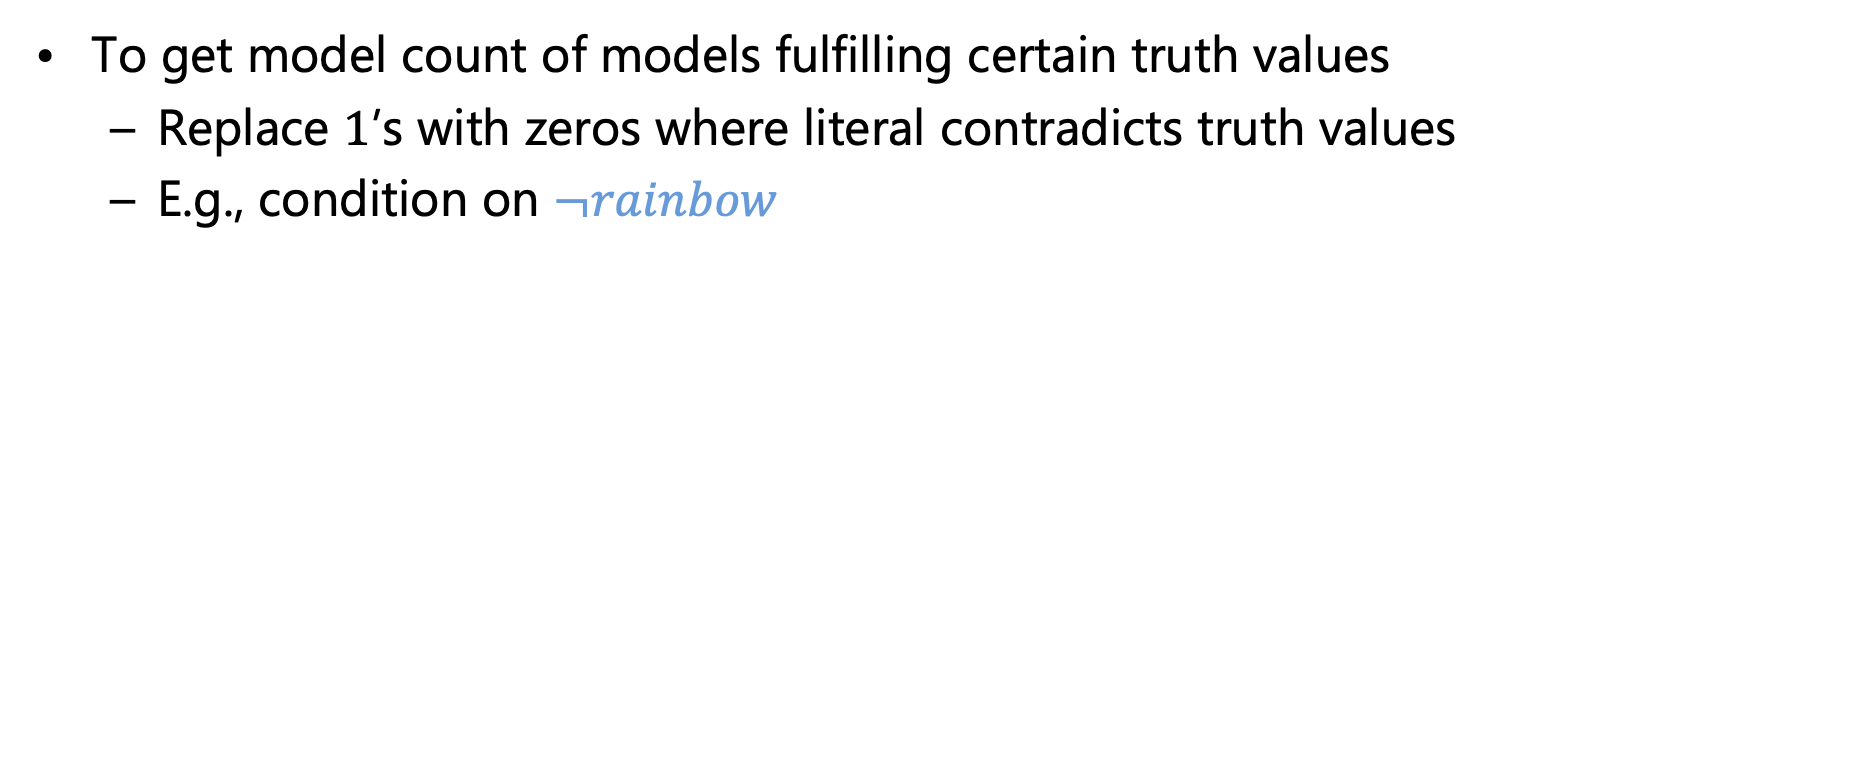 • To get model count of models fulfilling certain truth values
– Replace 1’s with zeros where literal contradicts truth values
– E.g., condition on ¬rainbow